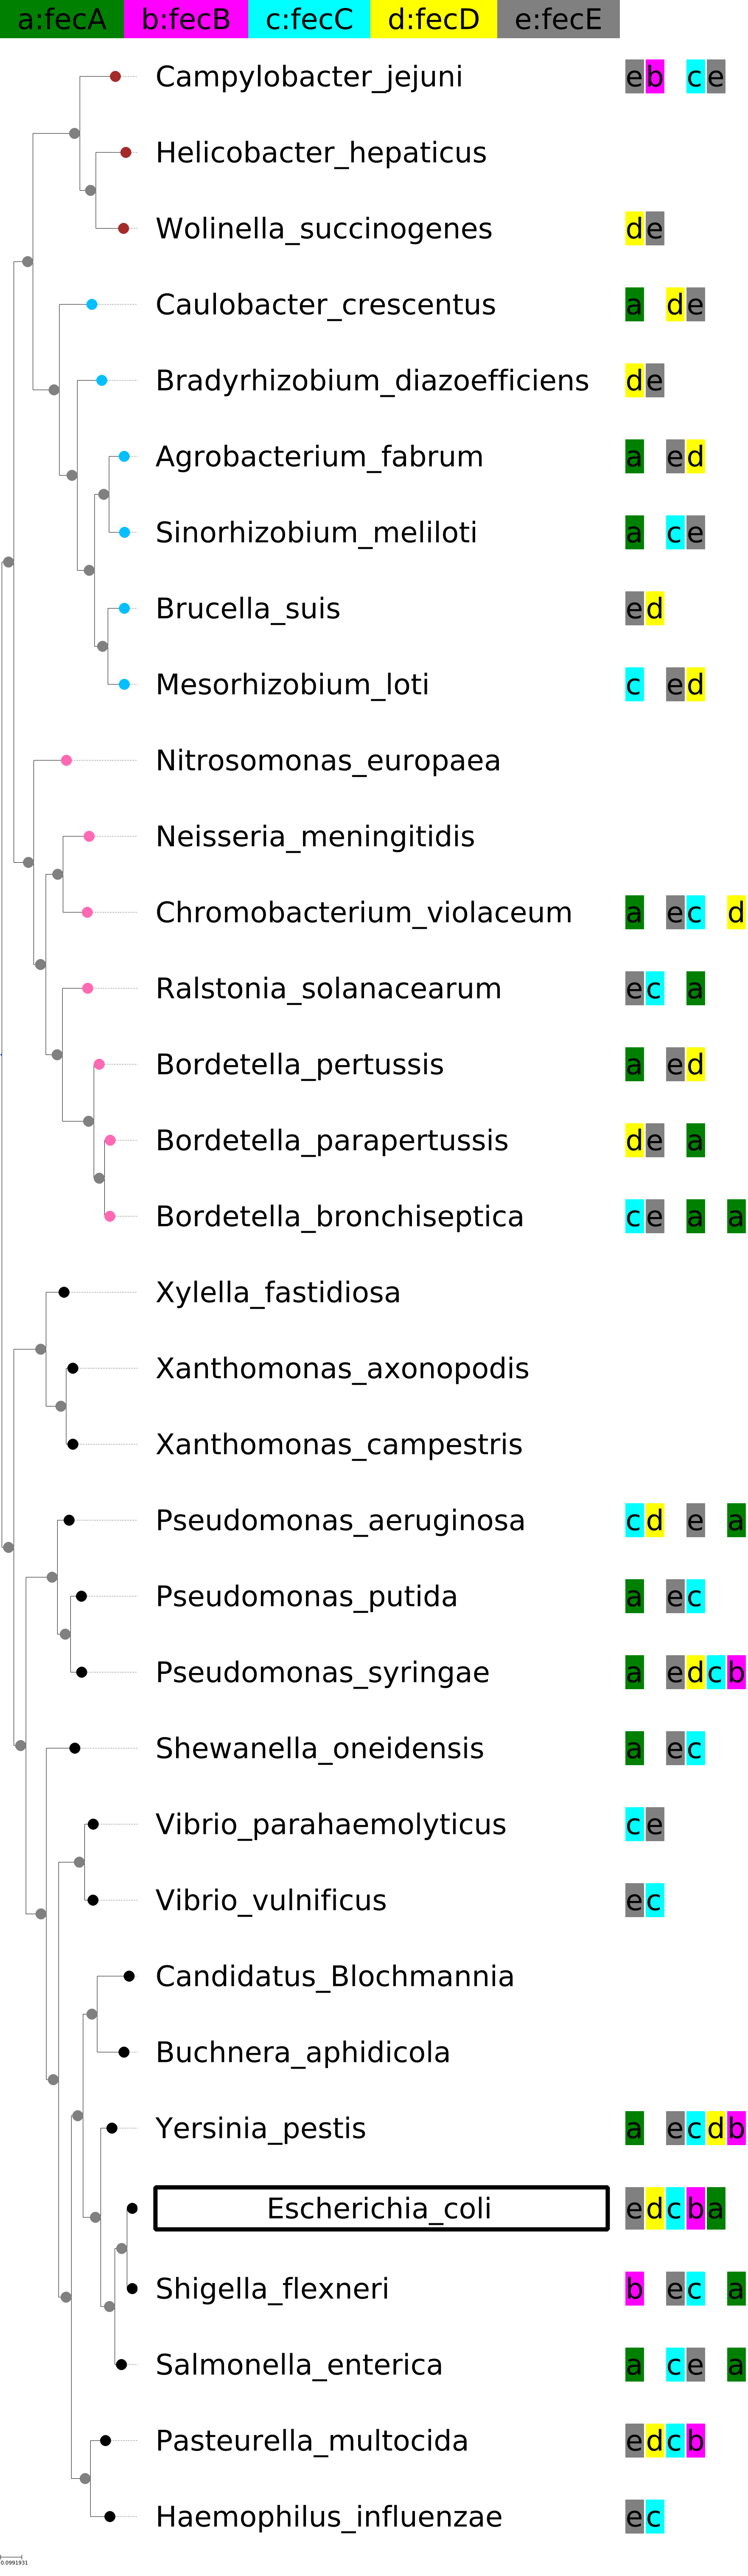 a:fecA b:fecB c:fecC d:fecD e:fecE
Campylobacter_jejuni eb ce
Helicobacter_hepaticus
Wolinella_succinogenes de
Caulobacter_crescentus a de
Bradyrhizobium_diazoefficiens de
Agrobacterium_fabrum a ed
Sinorhizobium_meliloti a ce
Brucella_suis ed
Mesorhizobium_loti c ed
Nitrosomonas_europaea
Neisseria_meningitidis
Chromobacterium_violaceum a ec d
Ralstonia_solanacearum ec a
Bordetella_pertussis a ed
Bordetella_parapertussis de a
Bordetella_bronchiseptica ce a a
Xylella_fastidiosa
Xanthomonas_axonopodis
Xanthomonas_campestris
Pseudomonas_aeruginosa cd e a
Pseudomonas_putida a ec
Pseudomonas_syringae a edcb
Shewanella_oneidensis a ec
Vibrio_parahaemolyticus ce
Vibrio_vulnificus ec
Candidatus_Blochmannia
Buchnera_aphidicola
Yersinia_pestis a ecdb
Escherichia_coli edcba
Shigella_flexneri b ec a
Salmonella_enterica a ce a
Pasteurella_multocida edcb
Haemophilus_influenzae ec
0.0991931